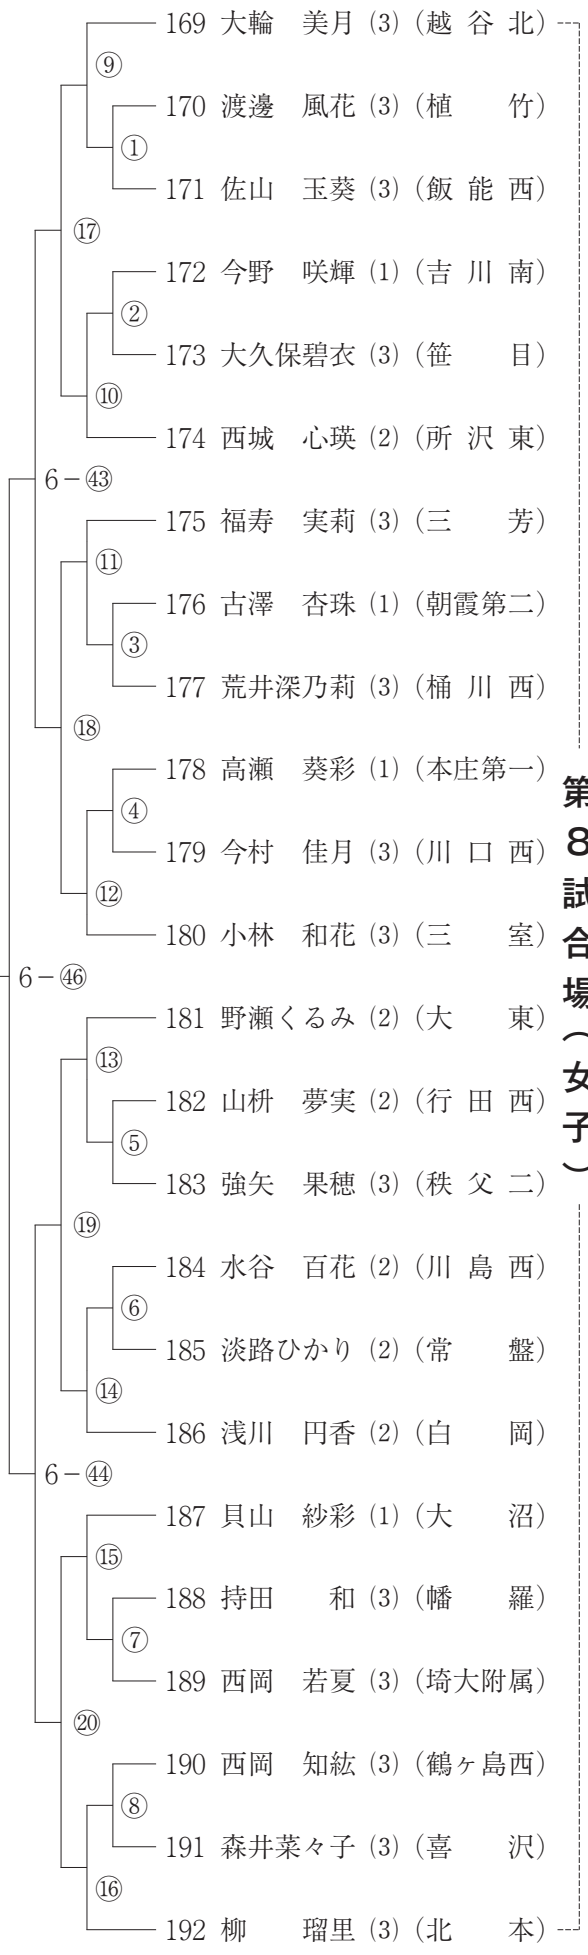 169 大輪 美月 (3) (越谷北)
⑨
170 渡邊 風花 (3) (植 竹)
①
171 佐山 玉葵 (3) (飯能西)
⑰
172 今野 咲輝 (1) (吉川南)
②
173 大久保碧衣 (3) (笹 目)
⑩
174 西城 心瑛 (2) (所沢東)
6-㊸
175 福寿 実莉 (3) (三 芳)
⑪
176 古澤 杏珠 (1) (朝霞第二)
③
177 荒井深乃莉 (3) (桶川西)
⑱
178 高瀬 葵彩 (1) (本庄第一)
④
179 今村 佳月 (3) (川口西)
⑫
180 小林 和花 (3) (三 室)
6-㊻
181 野瀬くるみ (2) (大 東)
⑬
182 山枡 夢実 (2) (行田西)
⑤
183 強矢 果穂 (3) (秩父二)
⑲
184 水谷 百花 (2) (川島西)
⑥
185 淡路ひかり (2) (常 盤)
⑭
186 浅川 円香 (2) (白 岡)
6-㊹
187 貝山 紗彩 (1) (大 沼)
⑮
188 持田 和 (3) (幡 羅)
⑦
189 西岡 若夏 (3) (埼大附属)
⑳
190 西岡 知紘 (3) (鶴ヶ島西)
⑧
191 森井菜々子 (3) (喜 沢)
⑯
192 柳 瑠里 (3) (北 本)
第8試合場(女子)